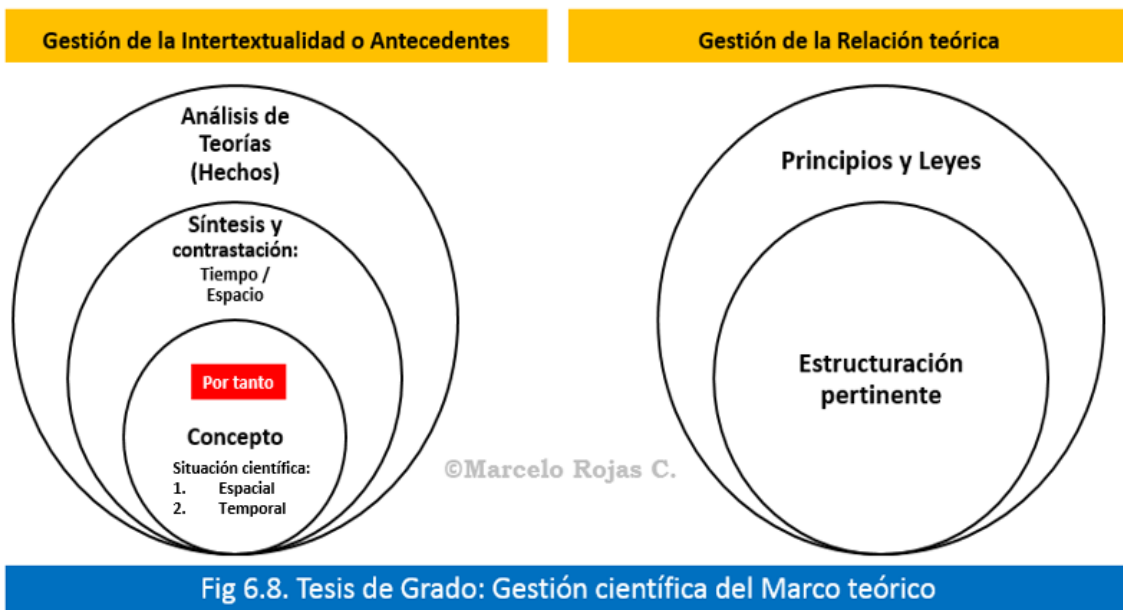 Gestión de la Intertextualidad o Antecedentes
Gestión de la Relación teórica
Análisis de
Teorías
(Hechos)
Síntesis y
contrastación:
Tiempo /
Espacio
Por tanto
Concepto
Situación científica:
1. Espacial
2. Temporal
Principios y Leyes
Estructuración
pertinente
©Marcelo Rojas C.
Fig 6.8. Tesis de Grado: Gestión científica del Marco teórico